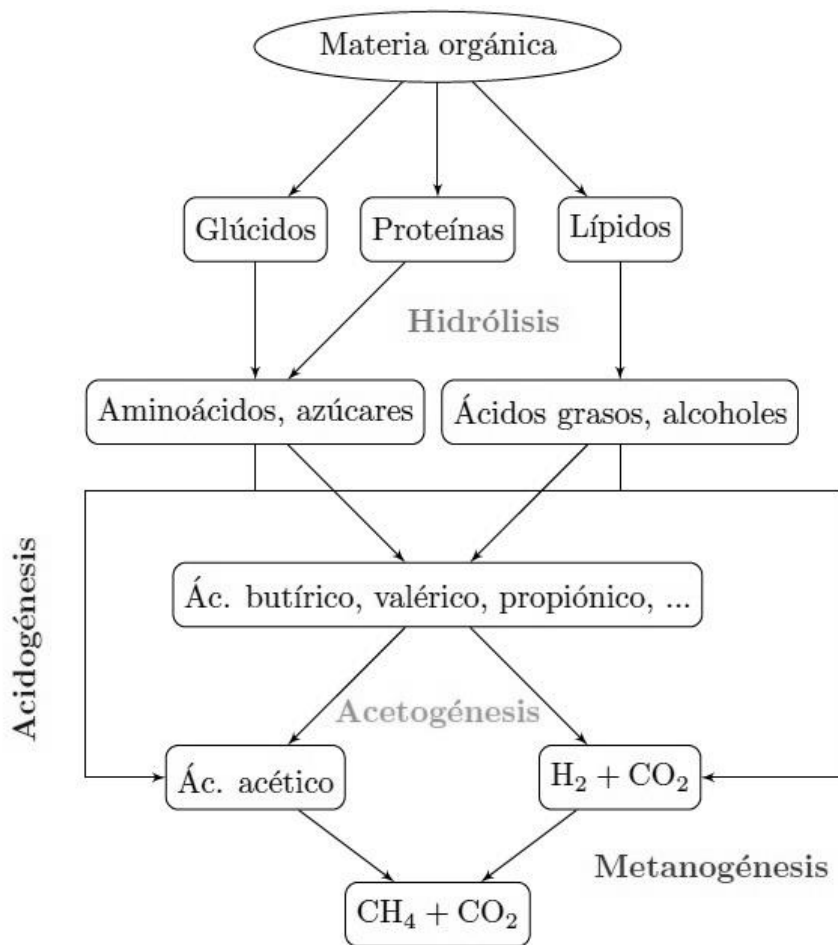 Materia orgánica
Glúcidos
Proteínas
Lípidos
Hidrólisis
Aminoácidos, azúcares
Ácidos grasos, alcoholes
Ác. butírico, valérico, propiónico, ...
Acidogénesis
Acetogénesis
Ác. acético
H₂ + CO₂
Metanogénesis
CH₄ + CO₂